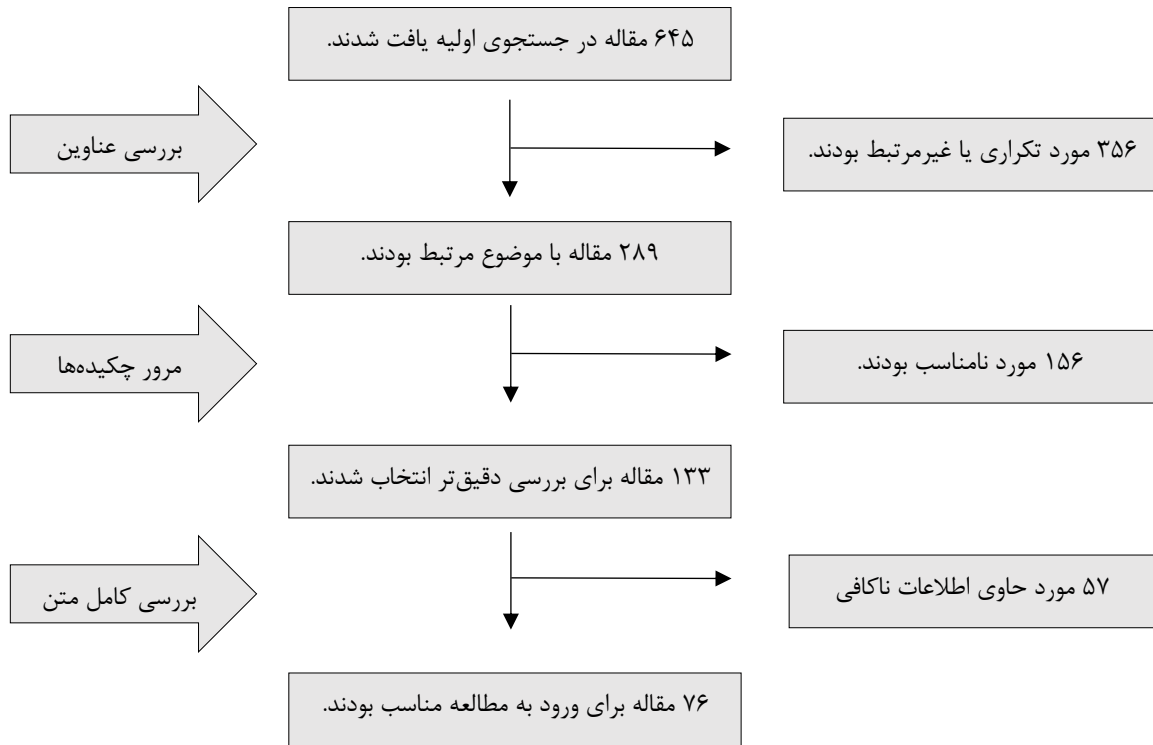 ۶۴۵ مقاله در جستجوی اولیه یافت شدند.
بررسی عناوین
۳۵۶ مورد تکراری یا غیرمرتبط بودند.
۲۸۹ مقاله با موضوع مرتبط بودند.
مرور چکیده‌ها
۱۵۶ مورد نامناسب بودند.
۱۳۳ مقاله برای بررسی دقیق‌تر انتخاب شدند.
بررسی کامل متن
۵۷ مورد حاوی اطلاعات ناکافی
۷۶ مقاله برای ورود به مطالعه مناسب بودند.